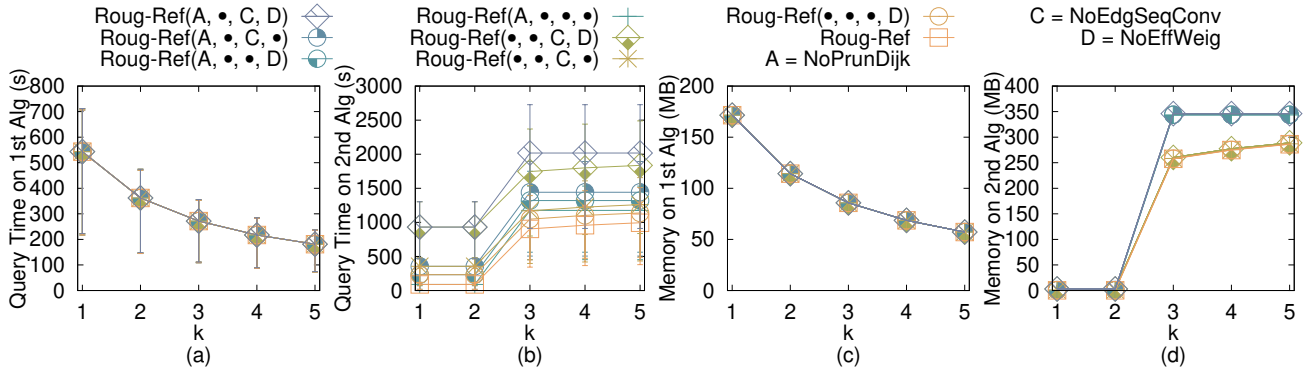 Roug-Ref(A, •, C, D)
Roug-Ref(A, •, C, •)
Roug-Ref(A, •, •, D)
Roug-Ref(A, •, •, •)
Roug-Ref(•, •, C, D)
Roug-Ref(•, •, C, •)
Roug-Ref(•, •, •, D)
Roug-Ref
A = NoPrunDijk
C = NoEdgSeqConv
D = NoEffWeig
Query Time on 1st Alg (s)
800
700
600
500
400
300
200
100
0
1 2 3 4 5
k
(a)
Query Time on 2nd Alg (s)
3000
2500
2000
1500
1000
500
0
1 2 3 4 5
k
(b)
Memory on 1st Alg (MB)
200
150
100
50
0
1 2 3 4 5
k
(c)
Memory on 2nd Alg (MB)
400
350
300
250
200
150
100
50
0
1 2 3 4 5
k
(d)